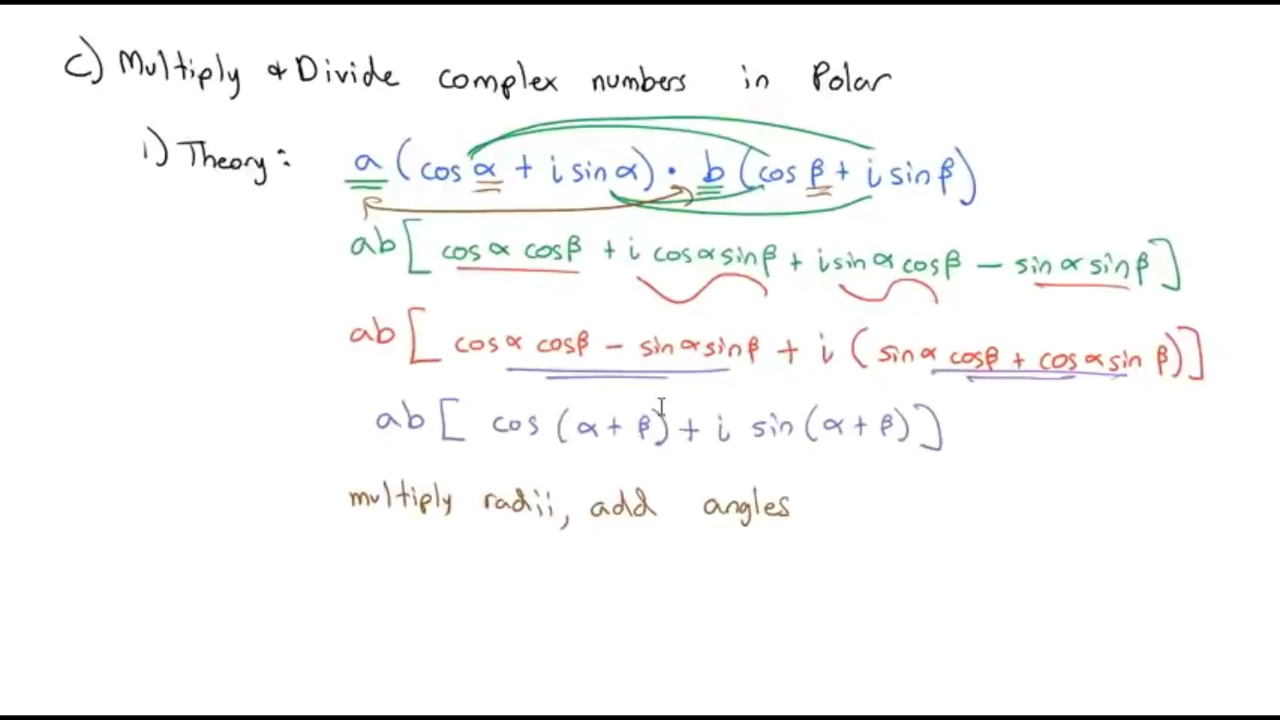 c) Multiply & Divide complex numbers in Polar
i) Theory: a (cos α + i sin α) · b (cos β + i sin β)
ab[ cos α cos β + i cos α sin β + i sin α cos β − sin α sin β ]
ab[ cos α cos β − sin α sin β + i ( sin α cos β + cos α sin β )]
ab[ cos (α + β) + i sin (α + β) ]
multiply radii, add angles